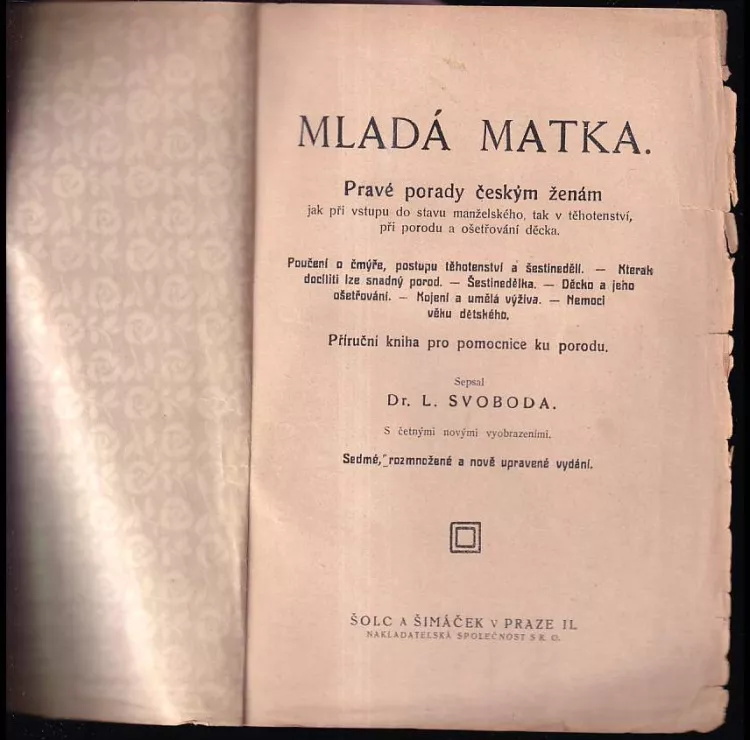 MLADÁ MATKA.
Pravé porady českým ženám
jak při vstupu do stavu manželského, tak v těhotenství,
při porodu a ošetřování děcka.
Poučení o čmýře, postupu těhotenství a šestinedělí. — Kterak
docíliti lze snadný porod. — Šestinedělka. — Děcko a jeho
ošetřování. — Kojení a umělá výživa. — Nemoci
věku dětského.
Příruční kniha pro pomocnice ku porodu.
Sepsal
Dr. L. SVOBODA.
S četnými novými vyobrazeními.
Sedmé, rozmnožené a nově upravené vydání.
ŠOLC A ŠIMÁČEK V PRAZE II.
NAKLADATELSKÁ SPOLEČNOST S R. O.